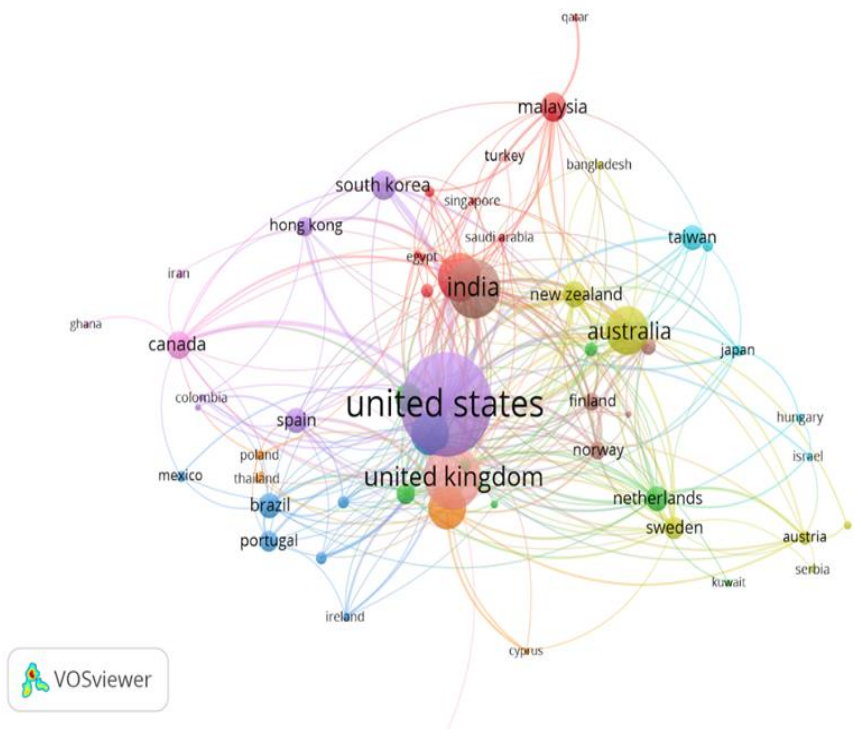 qatar
malaysia
turkey
bangladesh
south korea
singapore
hong kong
saudi arabia
taiwan
egypt
iran
india
new zealand
ghana
australia
canada
japan
colombia
united states
finland
spain
hungary
poland
norway
israel
mexico
thailand
united kingdom
brazil
netherlands
sweden
portugal
austria
serbia
kuwait
ireland
cyprus
VOSviewer